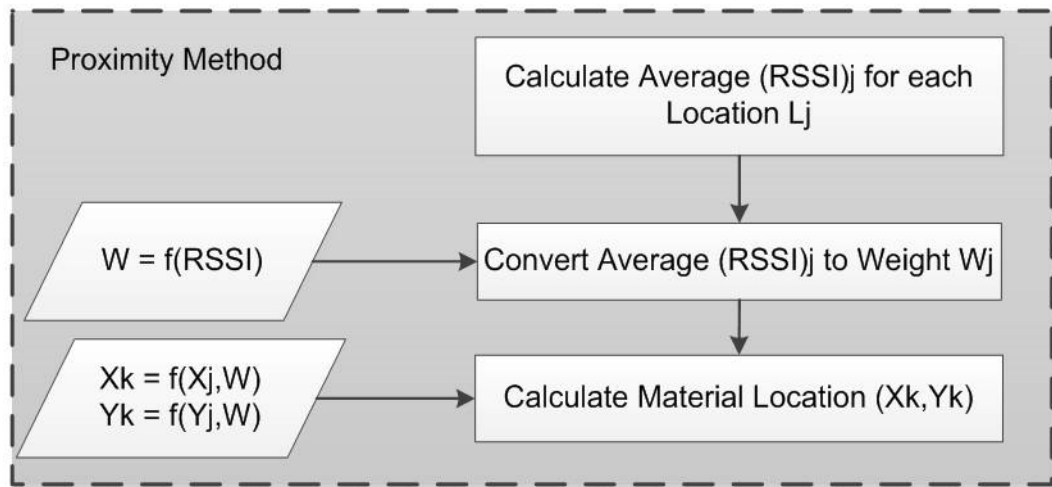 Proximity Method
Calculate Average (RSSI)j for each
Location Lj
W = f(RSSI)
Convert Average (RSSI)j to Weight Wj
Xk = f(Xj,W)
Yk = f(Yj,W)
Calculate Material Location (Xk,Yk)